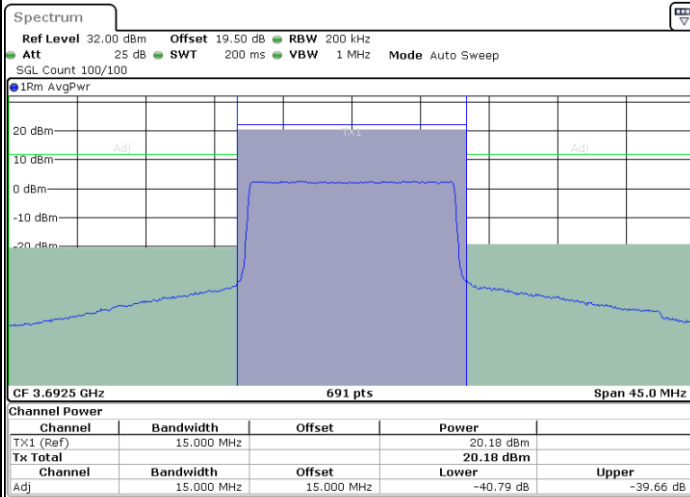 Spectrum
Ref Level 32.00 dBm Offset 19.50 dB RBW 200 kHz
Att 25 dB SWT 200 ms VBW 1 MHz Mode Auto Sweep
SGL Count 100/100
1Rm AvgPwr
20 dBm
TX1
Adj
Adj
10 dBm
0 dBm
-10 dBm
-20 dBm
CF 3.6925 GHz 691 pts Span 45.0 MHz
Channel Power
Channel Bandwidth Offset Power
TX1 (Ref) 15.000 MHz 20.18 dBm
Tx Total 20.18 dBm
Channel Bandwidth Offset Lower Upper
Adj 15.000 MHz 15.000 MHz -40.79 dB -39.66 dB